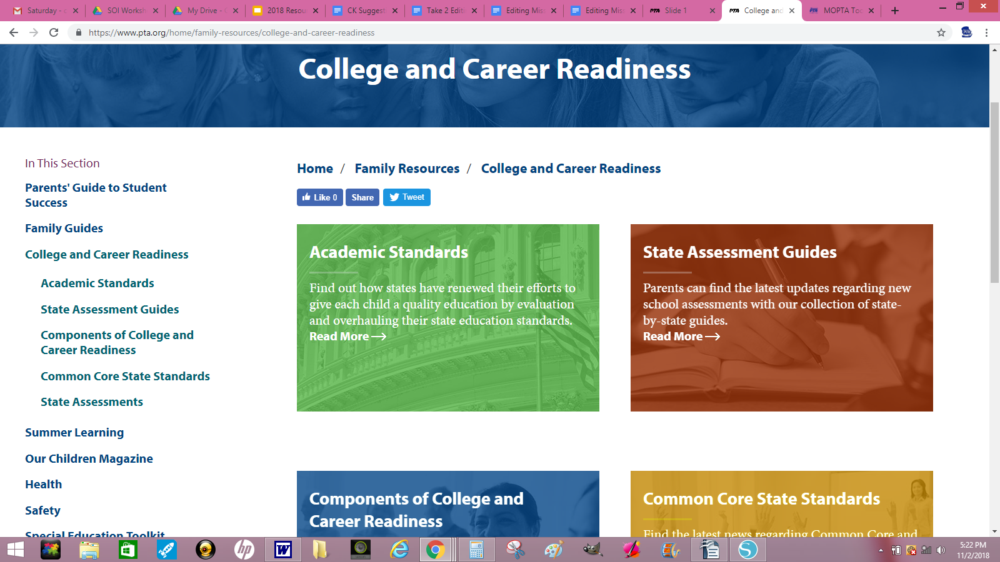 Saturday - c
SOI Worksh
My Drive - G
2018 Resou
CK Suggest
Take 2 Editi
Editing Miss
Editing Miss
PTA Slide 1
PTA College and
PTA MOPTA Too
https://www.pta.org/home/family-resources/college-and-career-readiness
College and Career Readiness
In This Section
Parents' Guide to Student
Success
Family Guides
College and Career Readiness
Academic Standards
State Assessment Guides
Components of College and
Career Readiness
Common Core State Standards
State Assessments
Summer Learning
Our Children Magazine
Health
Safety
Special Education Toolkit
Home / Family Resources / College and Career Readiness
Like 0 Share Tweet
Academic Standards
Find out how states have renewed their efforts to
give each child a quality education by evaluation
and overhauling their state education standards.
Read More
State Assessment Guides
Parents can find the latest updates regarding new
school assessments with our collection of state-
by-state guides.
Read More
Components of College and
Career Readiness
Common Core State Standards
Find the latest news regarding Common Core and
hp
W
5:22 PM
11/2/2018